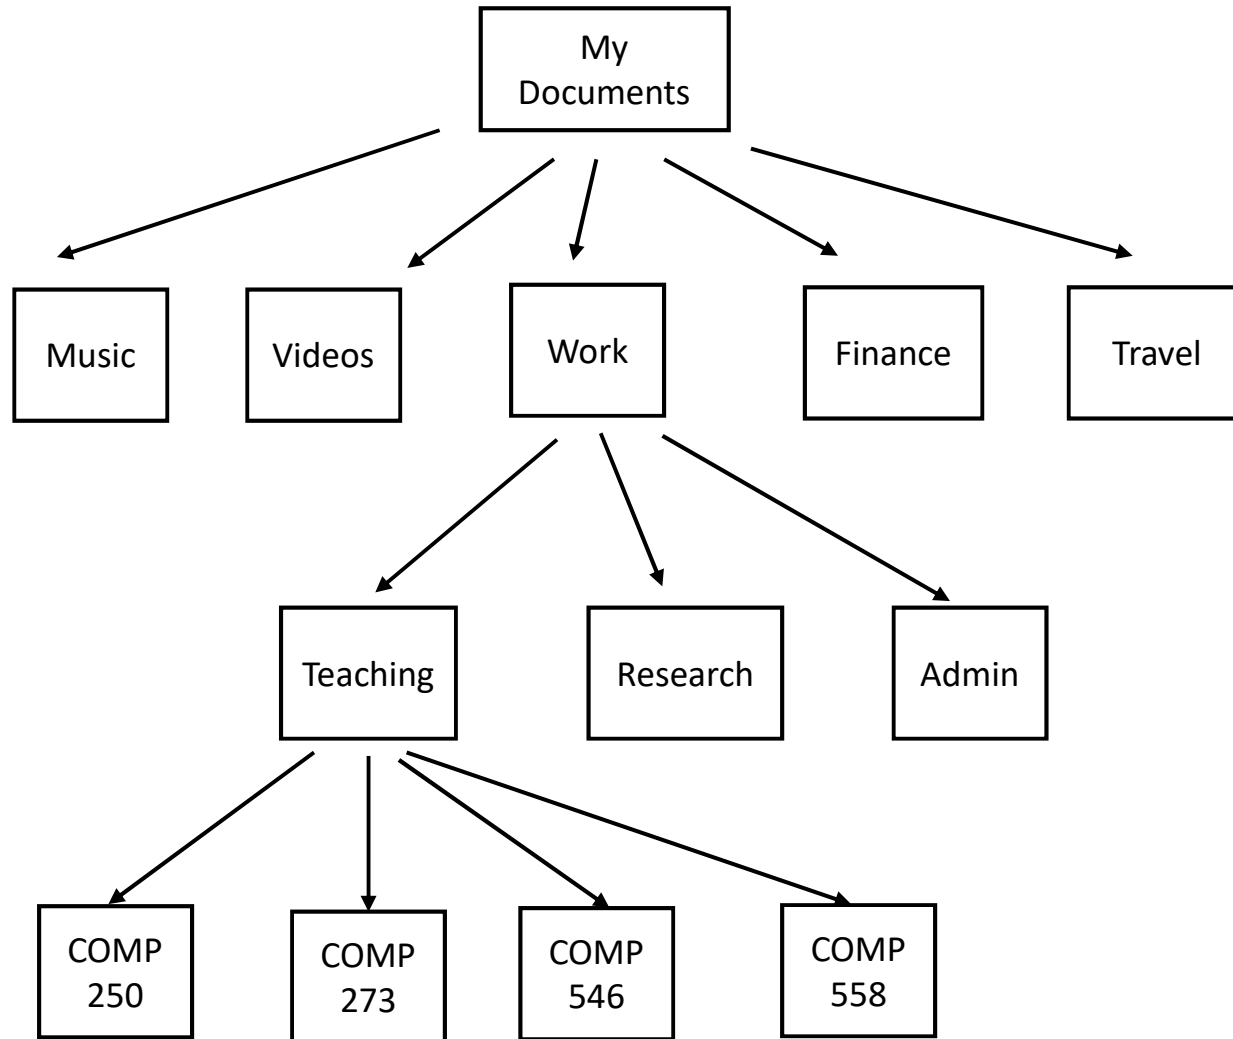 My
Documents
Music
Videos
Work
Finance
Travel
Teaching
Research
Admin
COMP
250
COMP
273
COMP
546
COMP
558